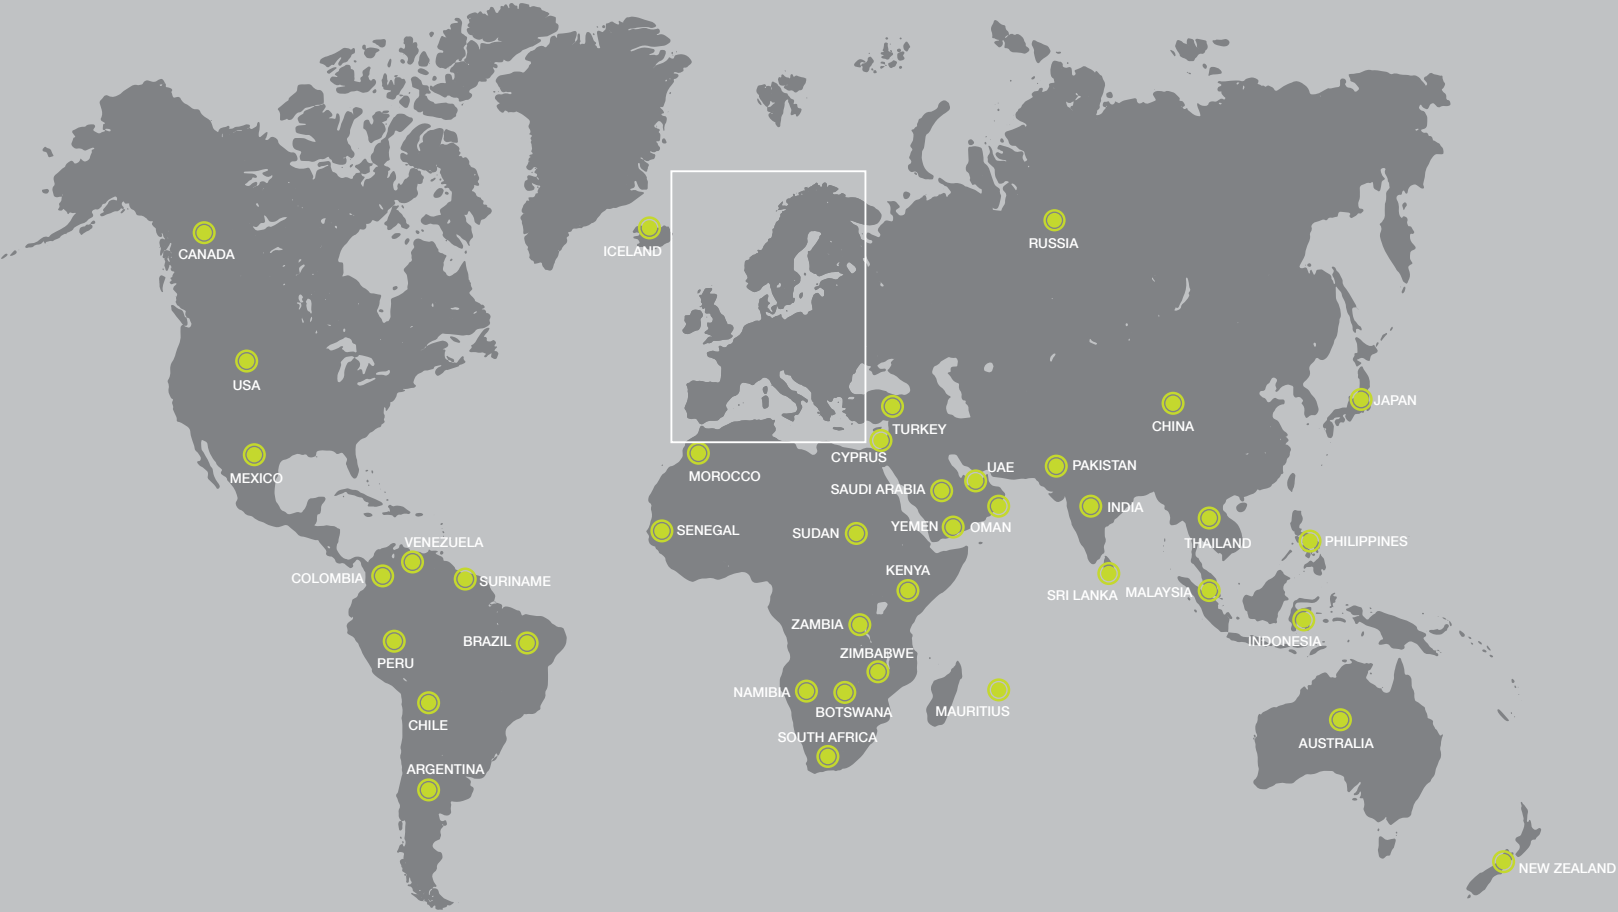 ICELAND
RUSSIA
CANADA
USA
JAPAN
CHINA
TURKEY
CYPRUS
PAKISTAN
UAE
MEXICO
MOROCCO
SAUDI ARABIA
INDIA
YEMEN
OMAN
SENEGAL
SUDAN
VENEZUELA
THAILAND
PHILIPPINES
KENYA
COLOMBIA
SURINAME
SRI LANKA
MALAYSIA
ZAMBIA
BRAZIL
INDONESIA
ZIMBABWE
PERU
NAMIBIA
BOTSWANA
MAURITIUS
CHILE
SOUTH AFRICA
AUSTRALIA
ARGENTINA
NEW ZEALAND